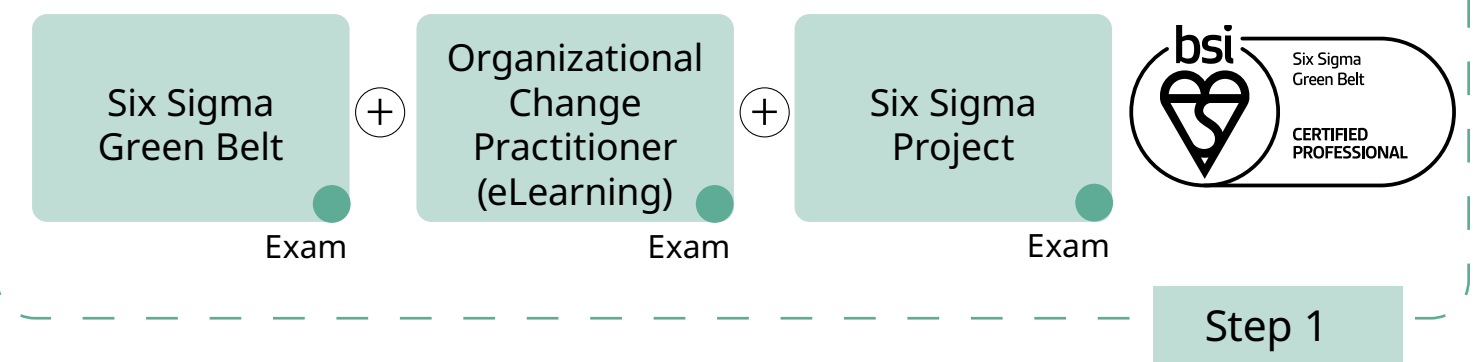 Six Sigma
Green Belt
Exam
+
Organizational
Change
Practitioner
(eLearning)
Exam
+
Six Sigma
Project
Exam
bsi
Six Sigma
Green Belt
CERTIFIED
PROFESSIONAL
Step 1